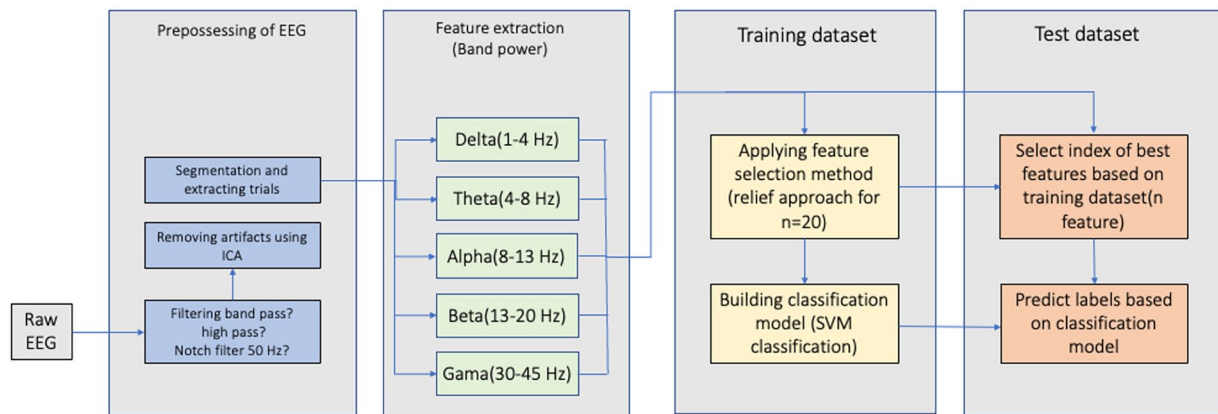 Raw
EEG
Prepossessing of EEG
Segmentation and
extracting trials
Removing artifacts using
ICA
Filtering band pass?
high pass?
Notch filter 50 Hz?
Feature extraction
(Band power)
Delta(1-4 Hz)
Theta(4-8 Hz)
Alpha(8-13 Hz)
Beta(13-20 Hz)
Gama(30-45 Hz)
Training dataset
Applying feature
selection method
(relief approach for
n=20)
Building classification
model (SVM
classification)
Test dataset
Select index of best
features based on
training dataset(n
feature)
Predict labels based
on classification
model